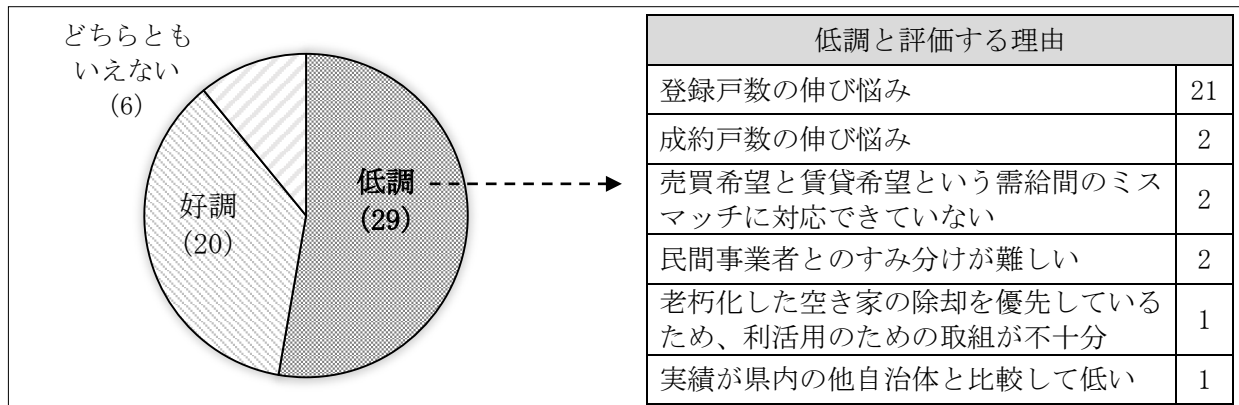 どちらとも
いえない
(6)
好調
(20)
低調
(29)
低調と評価する理由
登録戸数の伸び悩み 21
成約戸数の伸び悩み 2
売買希望と賃貸希望という需給間のミス
マッチに対応できていない 2
民間事業者とのすみ分けが難しい 2
老朽化した空き家の除却を優先している
ため、利活用のための取組が不十分 1
実績が県内の他自治体と比較して低い 1